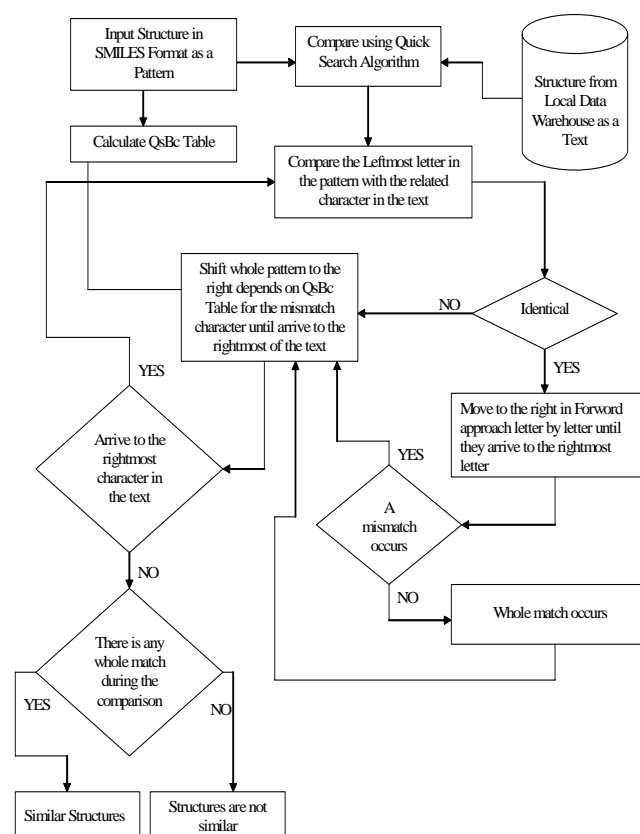 Input Structure in
SMILES Format as a
Pattern
Compare using Quick
Search Algorithm
Structure from
Local Data
Warehouse as a
Text
Calculate QsBc Table
Compare the Leftmost letter in
the pattern with the related
character in the text
Shift whole pattern to the
right depends on QsBc
Table for the mismatch
character until arrive to the
rightmost of the text
NO
Identical
YES
YES
Move to the right in Forword
approach letter by letter until
they arrive to the rightmost
letter
Arrive to the
rightmost
character in
the text
YES
A
mismatch
occurs
NO
NO
Whole match occurs
There is any
whole match
during the
comparison
YES
NO
Similar Structures
Structures are not
similar